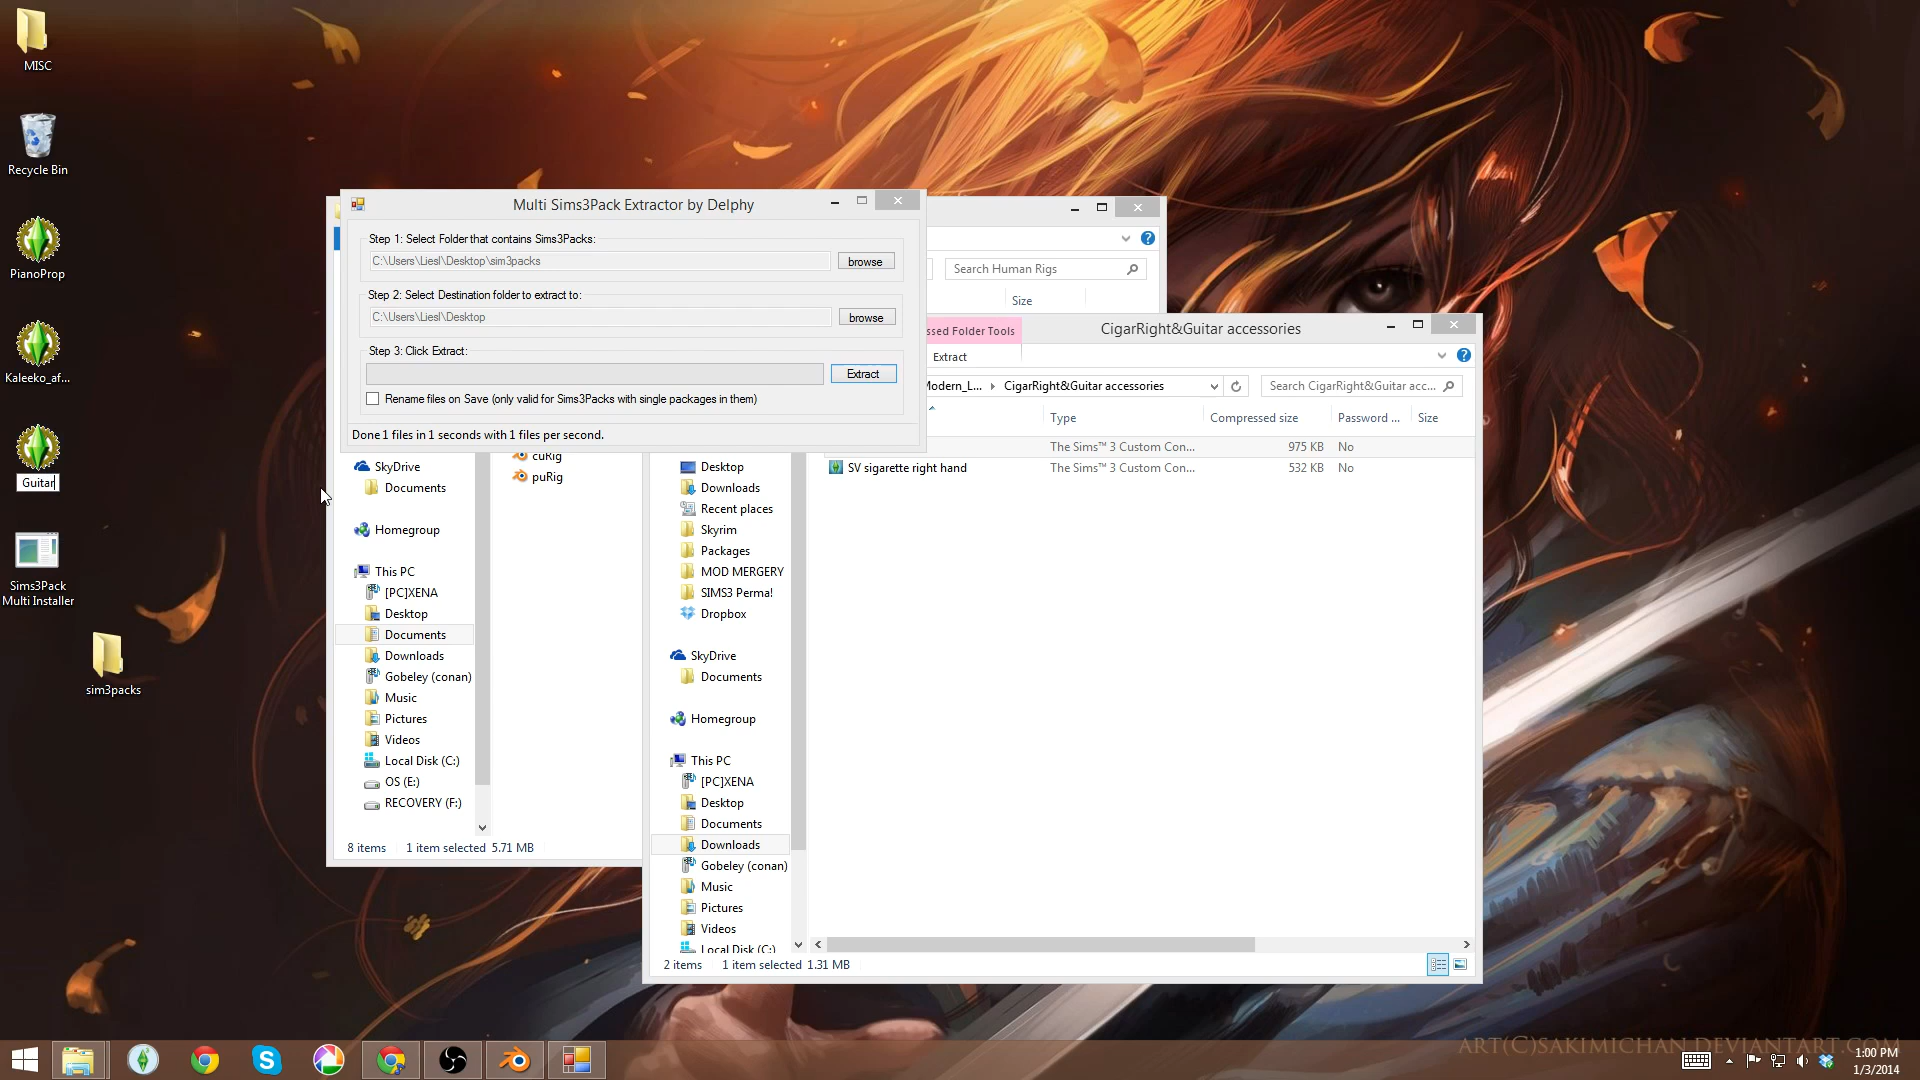 MISC
Recycle Bin
PianoProp
Kaleeko_af...
Guitar
Sims3Pack
Multi Installer
sim3packs
Multi Sims3Pack Extractor by Delphy
Step 1: Select Folder that contains Sims3Packs:
C:\Users\Liesl\Desktop\sim3packs
browse
Step 2: Select Destination folder to extract to:
C:\Users\Liesl\Desktop
browse
Step 3: Click Extract:
Extract
Rename files on Save (only valid for Sims3Packs with single packages in them)
Done 1 files in 1 seconds with 1 files per second.
Search Human Rigs
Size
cuRig
puRig
SkyDrive
Documents
Homegroup
This PC
[PC]XENA
Desktop
Documents
Downloads
Gobeley (conan)
Music
Pictures
Videos
Local Disk (C:)
OS (E:)
RECOVERY (F:)
8 items 1 item selected 5.71 MB
ssed Folder Tools
CigarRight&Guitar accessories
Extract
Modern_L... CigarRight&Guitar accessories
Search CigarRight&Guitar acc...
Type Compressed size Password ... Size
The Sims™ 3 Custom Con... 975 KB No
SV sigarette right hand The Sims™ 3 Custom Con... 532 KB No
Desktop
Downloads
Recent places
Skyrim
Packages
MOD MERGERY
SIMS3 Perma!
Dropbox
SkyDrive
Documents
Homegroup
This PC
[PC]XENA
Desktop
Documents
Downloads
Gobeley (conan)
Music
Pictures
Videos
Local Disk (C:)
2 items 1 item selected 1.31 MB
ART(C)SAKIMICHAN.DEVIANTART.COM
1:00 PM
1/3/2014